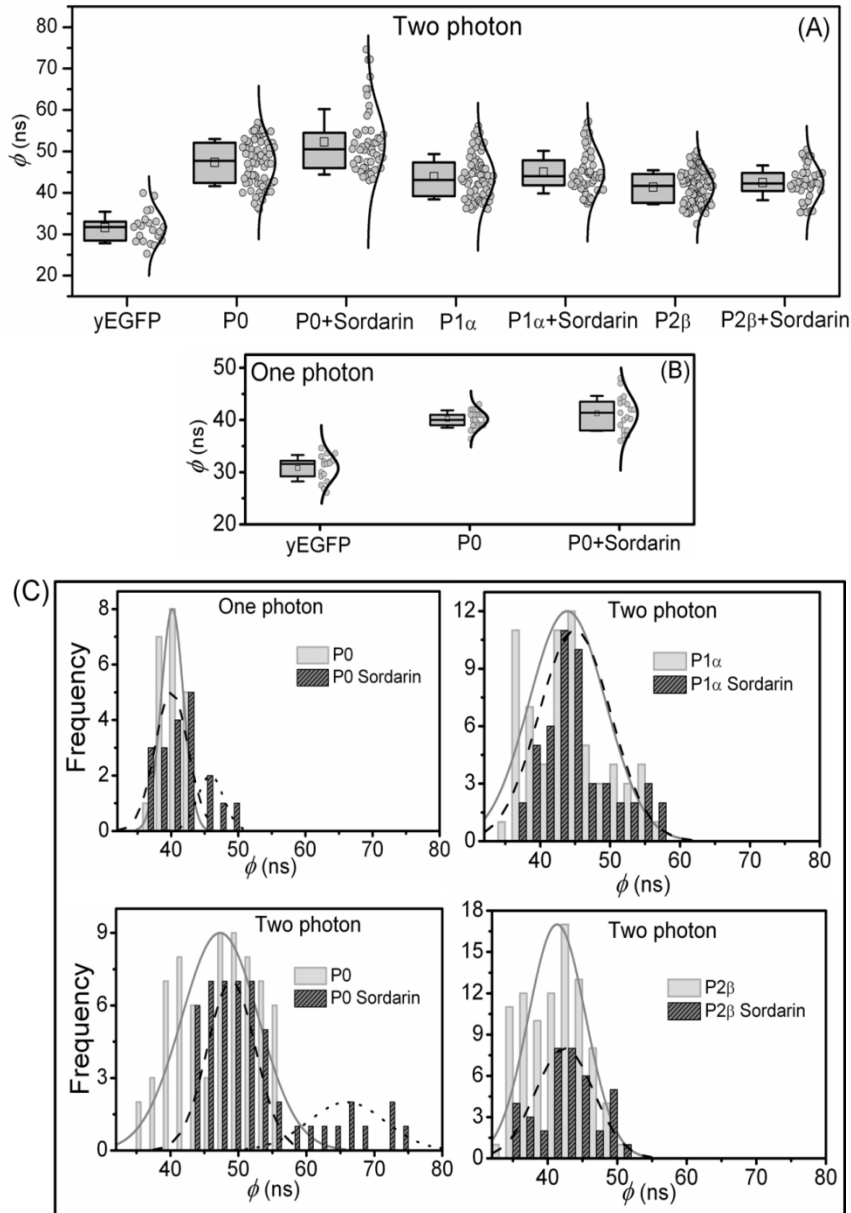 Two photon (A)
80
70
60
50
40
30
20
ϕ (ns)
yEGFP P0 P0+Sordarin P1α P1α+Sordarin P2β P2β+Sordarin
One photon (B)
50
40
30
20
ϕ (ns)
yEGFP P0 P0+Sordarin
(C)
One photon
P0
P0 Sordarin
8
6
4
2
0
Frequency
40 50 60 70 80
ϕ (ns)
Two photon
P1α
P1α Sordarin
12
9
6
3
0
40 50 60 70 80
ϕ (ns)
Two photon
P0
P0 Sordarin
9
6
3
0
Frequency
40 50 60 70 80
ϕ (ns)
Two photon
P2β
P2β Sordarin
18
15
12
9
6
3
0
40 50 60 70 80
ϕ (ns)